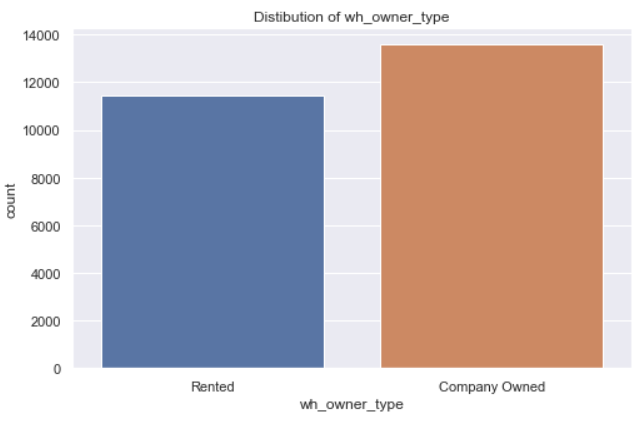 Distibution of wh_owner_type
14000
12000
10000
8000
6000
4000
2000
0
count
Rented
Company Owned
wh_owner_type